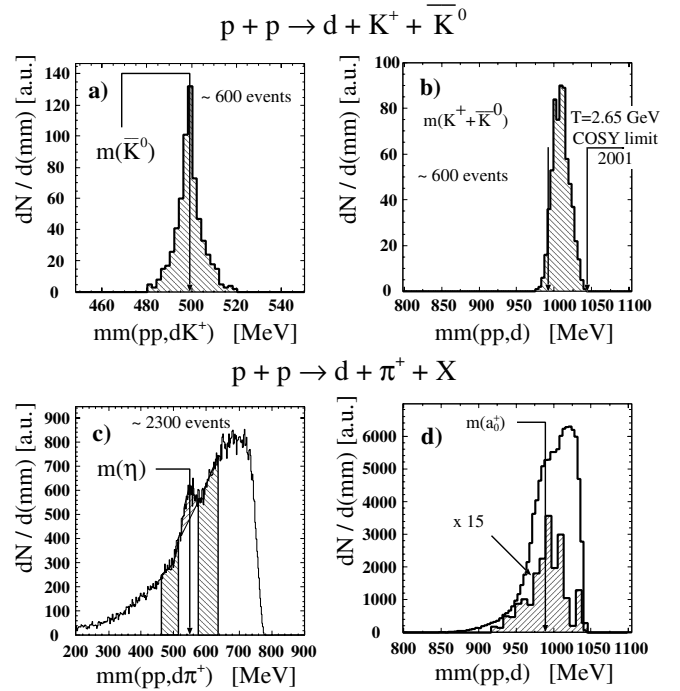 p + p → d + K⁺ + K̅⁰
dN / d(mm) [a.u.]
140
120
100
80
60
40
20
0
a)
~ 600 events
m(K̅⁰)
460 480 500 520 540
mm(pp,dK⁺) [MeV]
dN / d(mm) [a.u.]
100
80
60
40
20
0
b)
m(K⁺+K̅⁰)
~ 600 events
T=2.65 GeV
COSY limit
2001
800 850 900 950 1000 1050 1100
mm(pp,d) [MeV]
p + p → d + π⁺ + X
dN / d(mm) [a.u.]
900
800
700
600
500
400
300
200
100
0
c)
~ 2300 events
m(η)
200 300 400 500 600 700 800 900
mm(pp,dπ⁺) [MeV]
dN / d(mm) [a.u.]
6000
5000
4000
3000
2000
1000
0
d)
m(a₀⁺)
x 15
800 850 900 950 1000 1050 1100
mm(pp,d) [MeV]